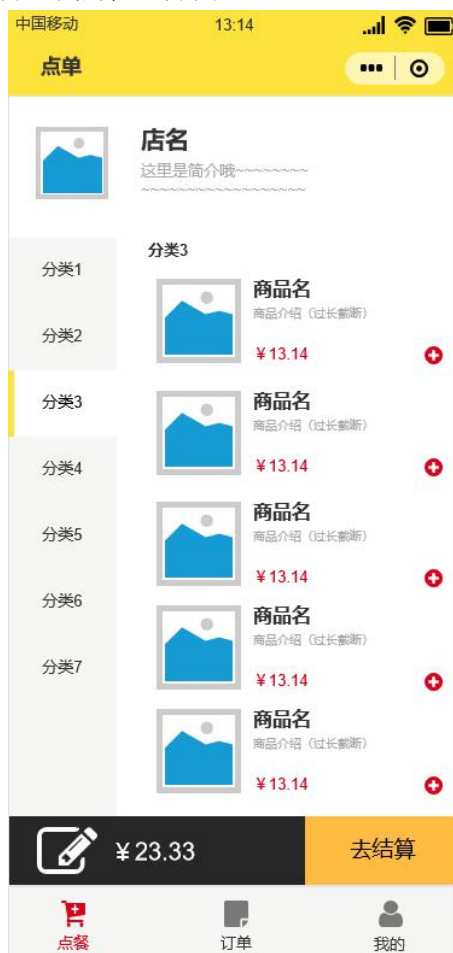 中国移动 13:14
点单
店名
这里是简介哦~~~~~~~~
~~~~~~~~~~~~~~~~~~
分类1
分类2
分类3
分类4
分类5
分类6
分类7
分类3
商品名
商品介绍（过长截断）
¥13.14
商品名
商品介绍（过长截断）
¥13.14
商品名
商品介绍（过长截断）
¥13.14
商品名
商品介绍（过长截断）
¥13.14
商品名
商品介绍（过长截断）
¥13.14
¥23.33 去结算
点餐 订单 我的